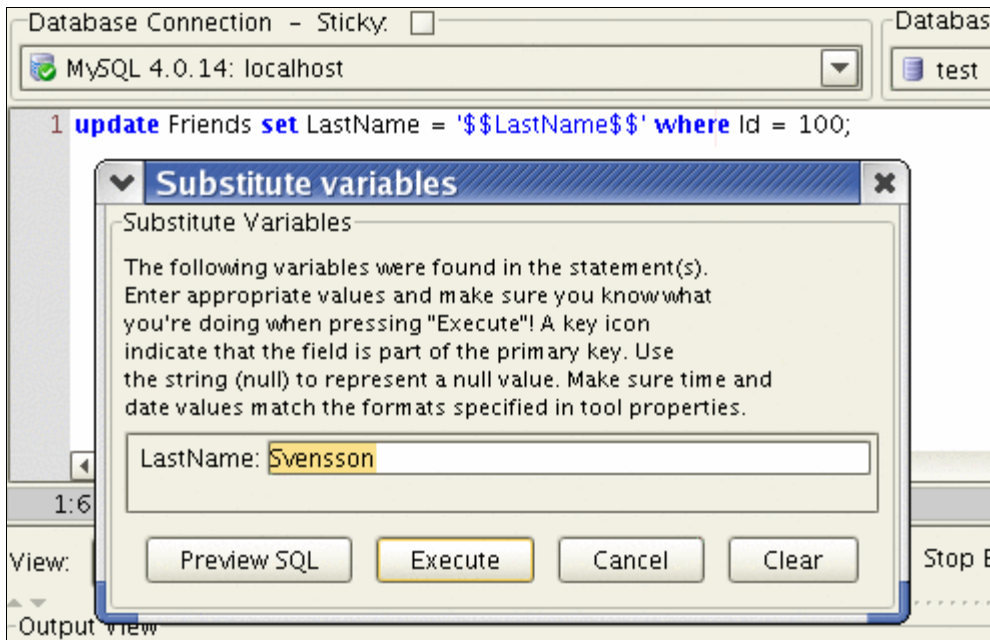 Database Connection - Sticky:
Databas
MySQL 4.0.14: localhost
test
1 update Friends set LastName = '$$LastName$$' where Id = 100;
Substitute variables
Substitute Variables
The following variables were found in the statement(s).
Enter appropriate values and make sure you know what
you're doing when pressing "Execute"! A key icon
indicate that the field is part of the primary key. Use
the string (null) to represent a null value. Make sure time and
date values match the formats specified in tool properties.
LastName: Svensson
1:6
Preview SQL Execute Cancel Clear
View:
Stop E
Output View